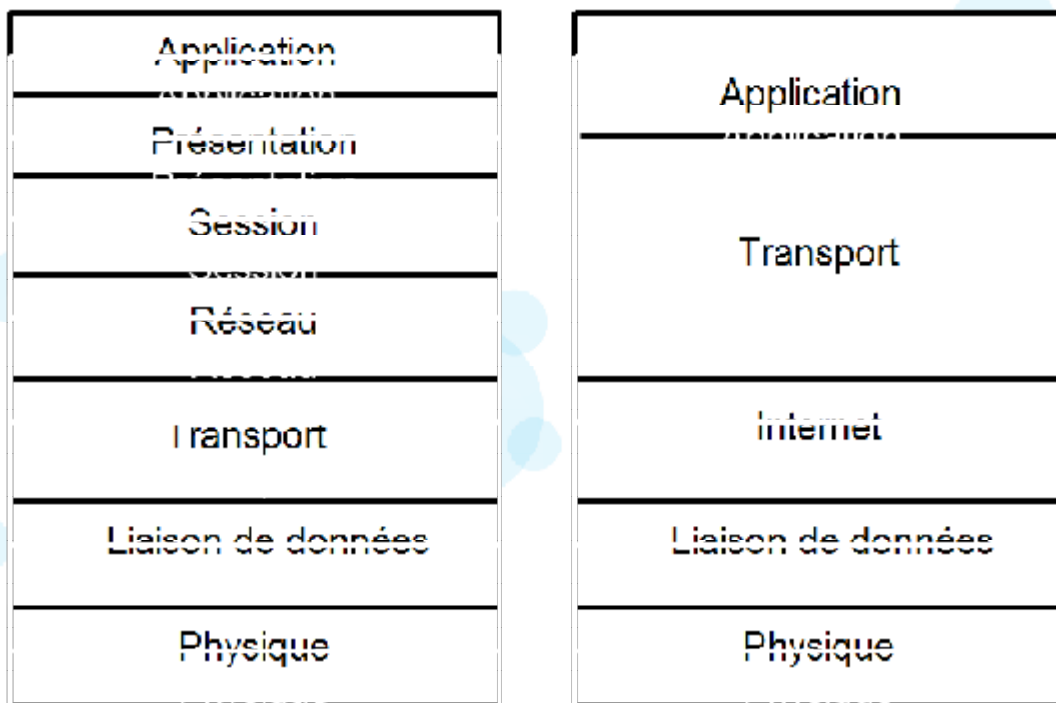 Application
Présentation
Session
Réseau
Transport
Liaison de données
Physique
Application
Transport
Internet
Liaison de données
Physique